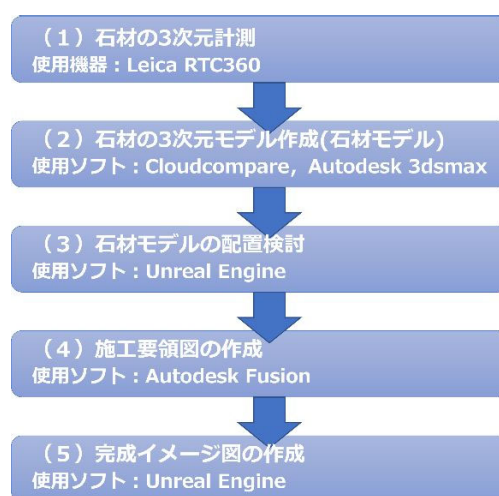 （１）石材の3次元計測
使用機器：Leica RTC360
（２）石材の3次元モデル作成(石材モデル)
使用ソフト：Cloudcompare，Autodesk 3dsmax
（３）石材モデルの配置検討
使用ソフト：Unreal Engine
（４）施工要領図の作成
使用ソフト：Autodesk Fusion
（５）完成イメージ図の作成
使用ソフト：Unreal Engine